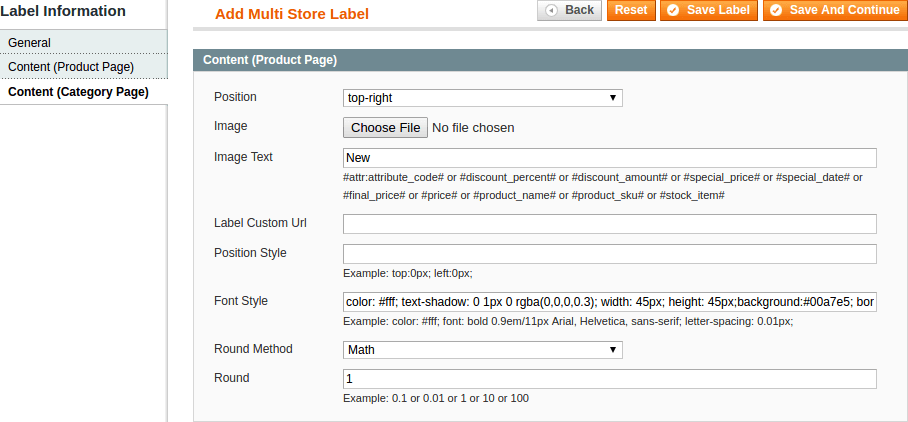 Label Information
General
Content (Product Page)
Content (Category Page)
Add Multi Store Label
Back Reset Save Label Save And Continue
Content (Product Page)
Position top-right
Image Choose File No file chosen
Image Text New
#attr:attribute_code# or #discount_percent# or #discount_amount# or #special_price# or #special_date# or
#final_price# or #price# or #product_name# or #product_sku# or #stock_item#
Label Custom Url
Position Style
Example: top:0px; left:0px;
Font Style color: #fff; text-shadow: 0 1px 0 rgba(0,0,0,0.3); width: 45px; height: 45px;background:#00a7e5; bor
Example: color: #fff; font: bold 0.9em/11px Arial, Helvetica, sans-serif; letter-spacing: 0.01px;
Round Method Math
Round 1
Example: 0.1 or 0.01 or 1 or 10 or 100